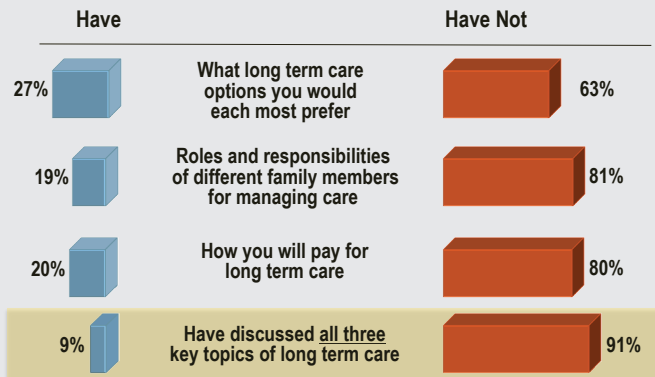 Have
Have Not
27%
What long term care
options you would
each most prefer
63%
19%
Roles and responsibilities
of different family members
for managing care
81%
20%
How you will pay for
long term care
80%
9%
Have discussed all three
key topics of long term care
91%